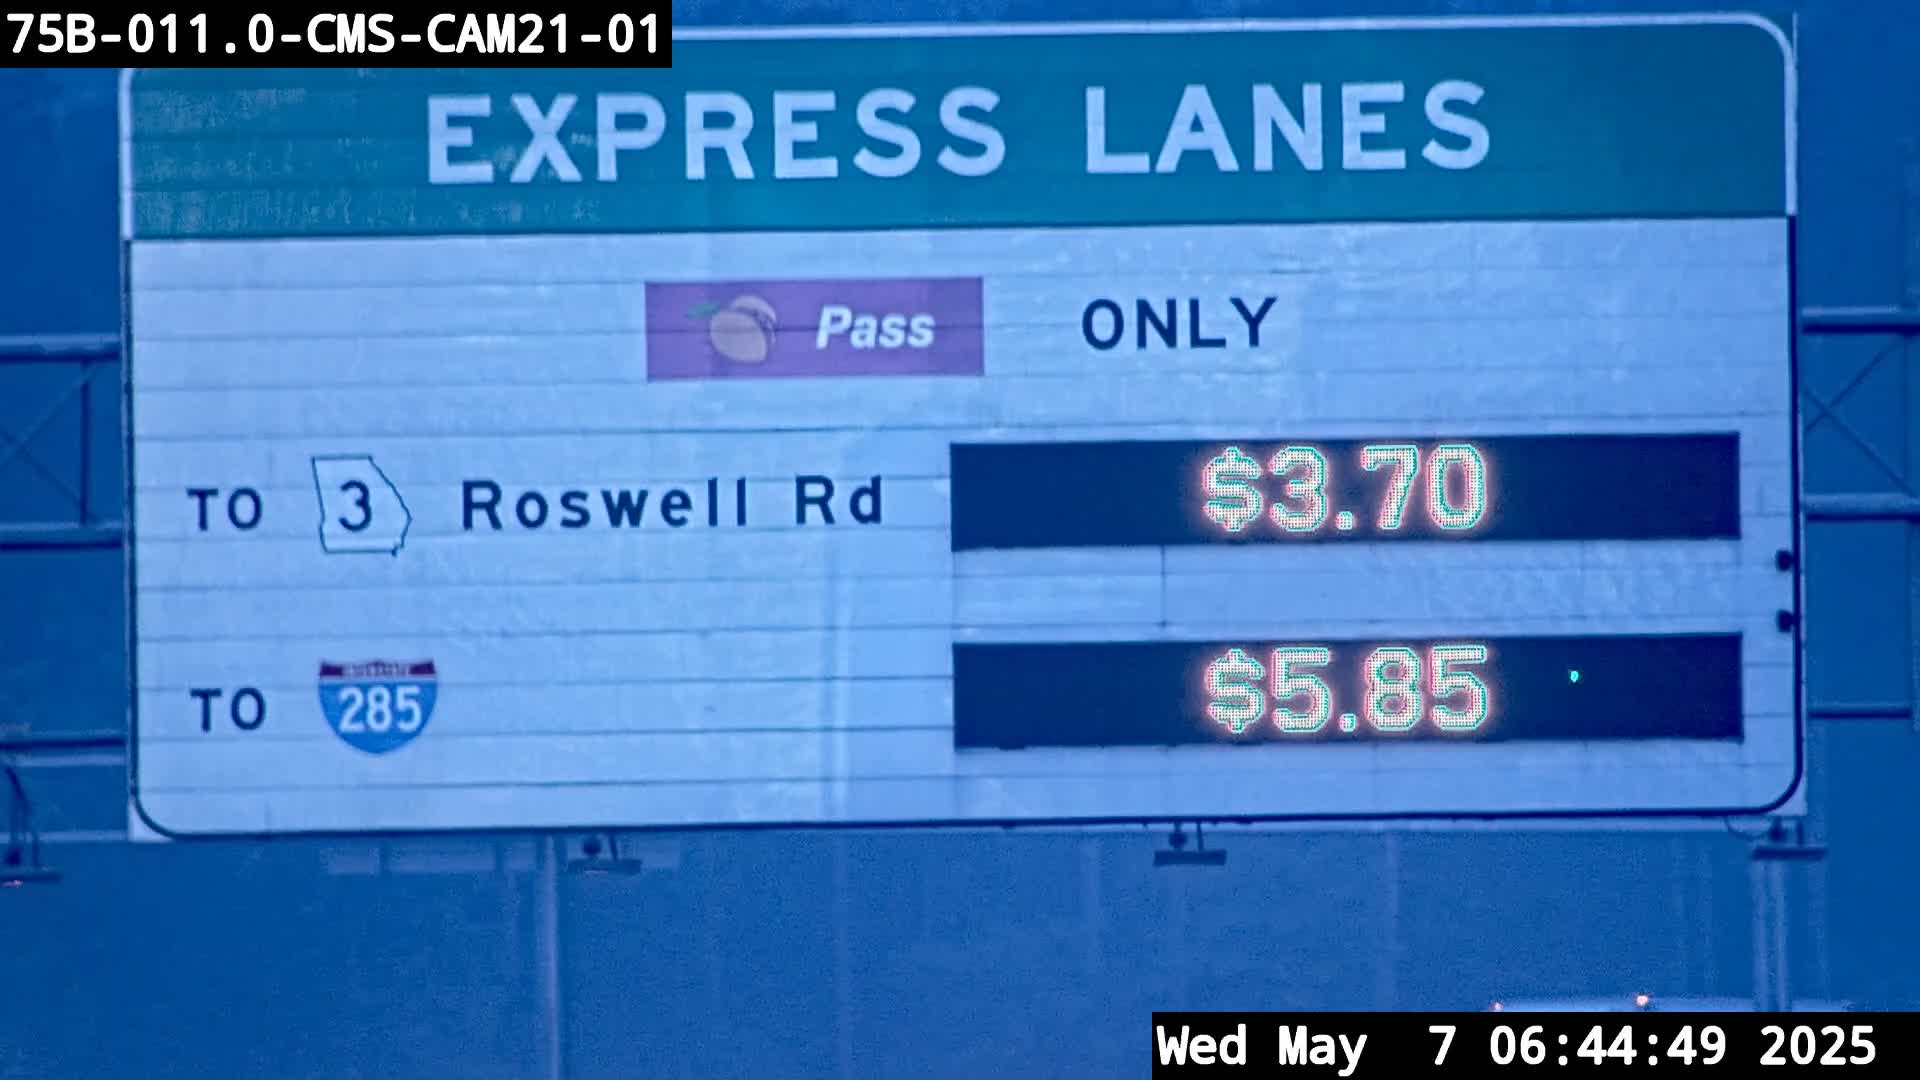 75B-011.0-CMS-CAM21-01
EXPRESS LANES
Pass ONLY
TO 3 Roswell Rd $3.70
TO 285 $5.85
Wed May 7 06:44:49 2025